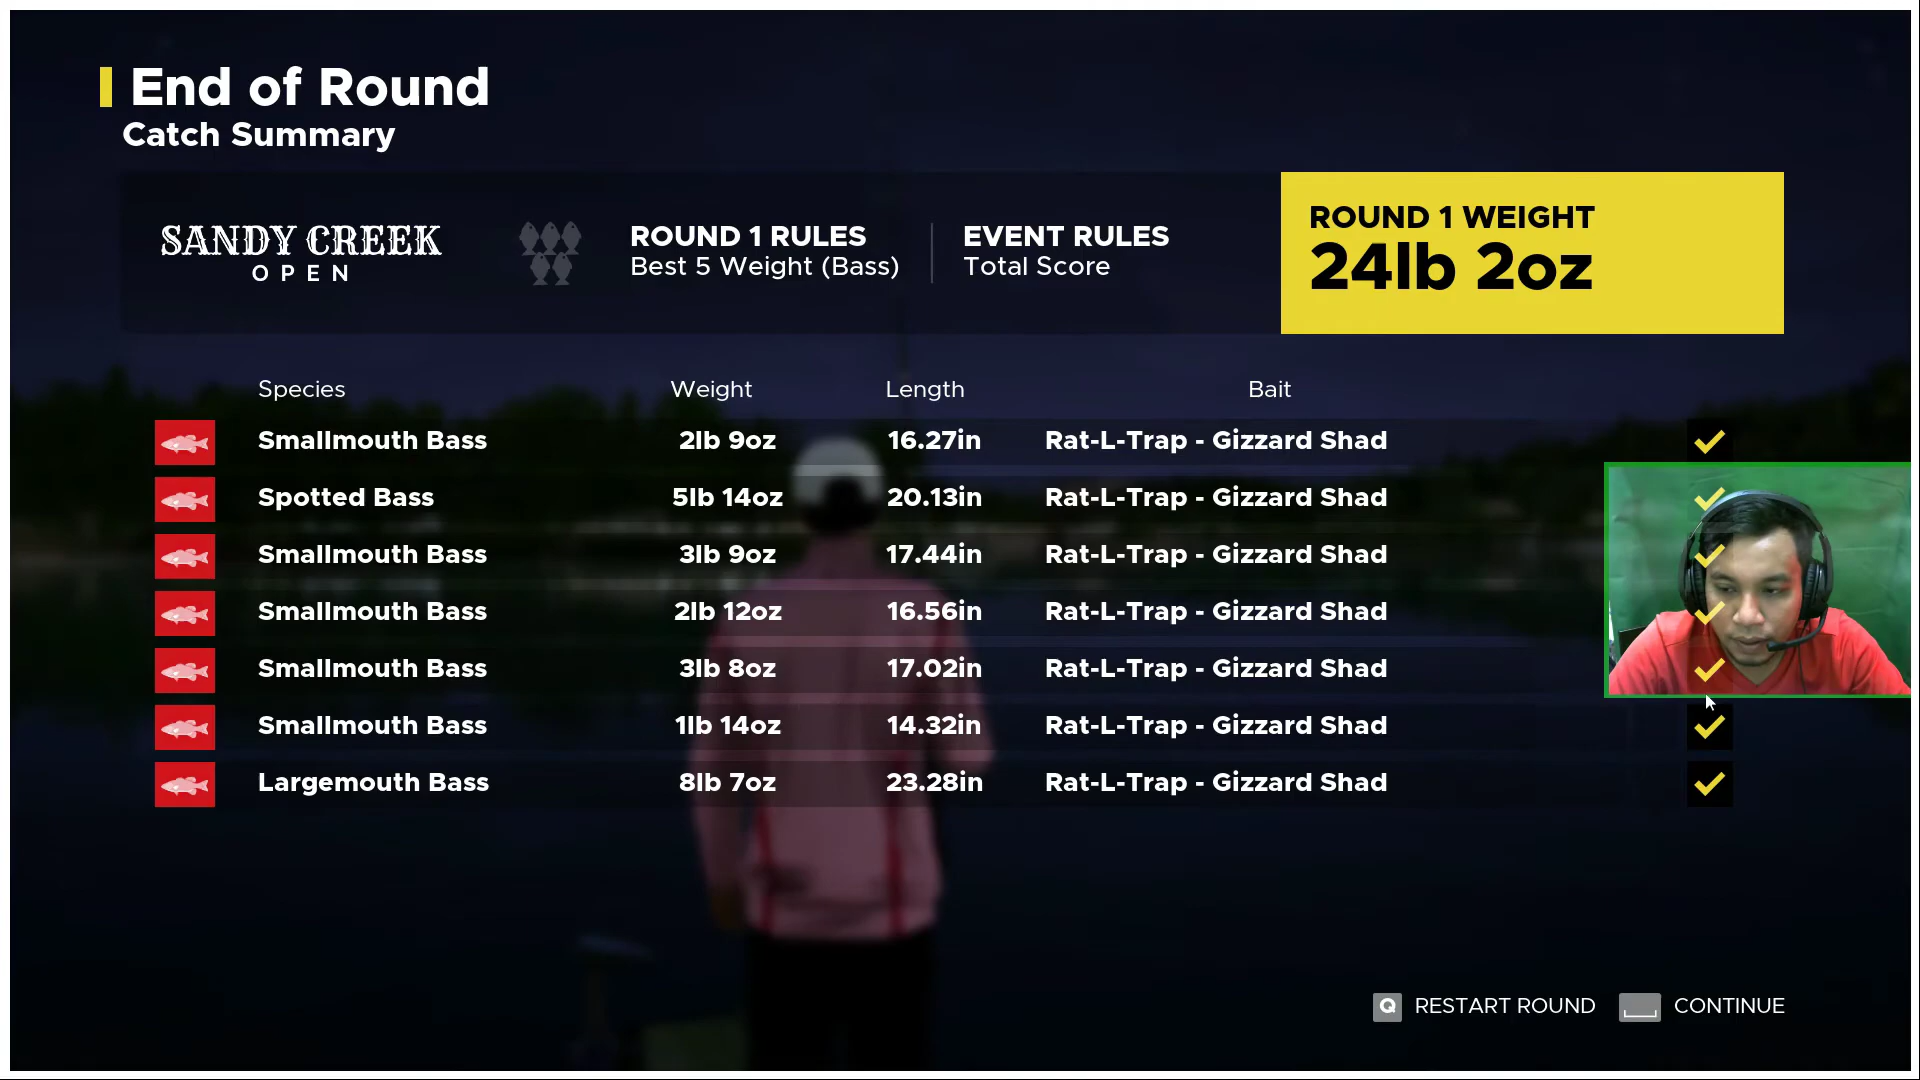 End of Round
Catch Summary
SANDY CREEK
OPEN
ROUND 1 RULES
Best 5 Weight (Bass)
EVENT RULES
Total Score
ROUND 1 WEIGHT
24lb 2oz
Species Weight Length Bait
Smallmouth Bass 2lb 9oz 16.27in Rat-L-Trap - Gizzard Shad
Spotted Bass 5lb 14oz 20.13in Rat-L-Trap - Gizzard Shad
Smallmouth Bass 3lb 9oz 17.44in Rat-L-Trap - Gizzard Shad
Smallmouth Bass 2lb 12oz 16.56in Rat-L-Trap - Gizzard Shad
Smallmouth Bass 3lb 8oz 17.02in Rat-L-Trap - Gizzard Shad
Smallmouth Bass 1lb 14oz 14.32in Rat-L-Trap - Gizzard Shad
Largemouth Bass 8lb 7oz 23.28in Rat-L-Trap - Gizzard Shad
Q RESTART ROUND CONTINUE